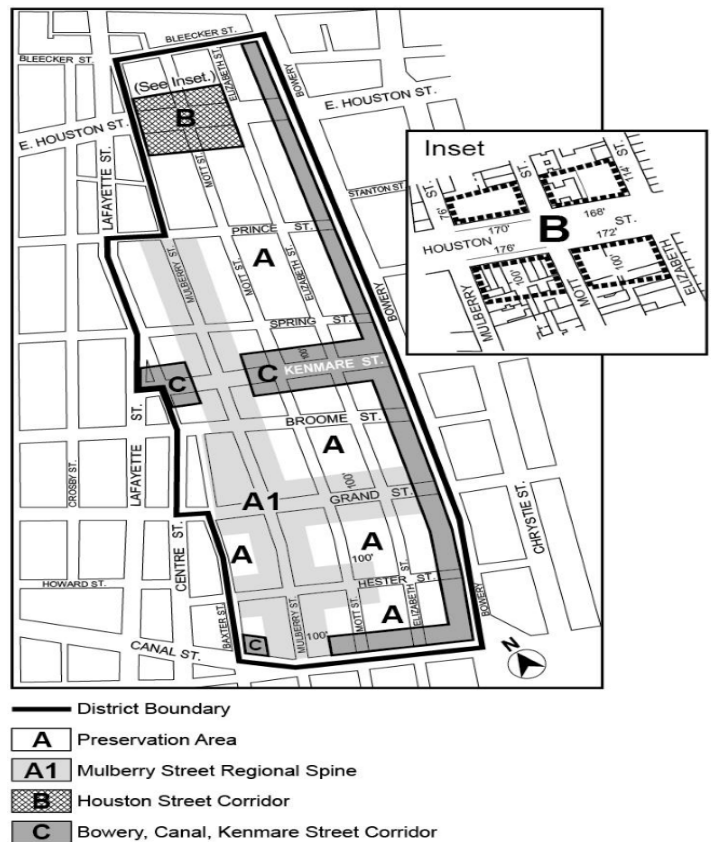 BLEECKER ST.
BLEECKER ST.
(See Inset.)
ELIZABETH ST.
BOWERY
E. HOUSTON ST.
E. HOUSTON ST.
B
MOTT ST.
LAFAYETTE ST.
STANTON ST.
PRINCE ST.
MULBERRY ST.
MOTT ST.
A
ELIZABETH ST.
BOWERY
SPRING ST.
100'
C
C
KENMARE ST.
BROOME ST.
LAFAYETTE ST.
CROSBY ST.
A
100'
A1
GRAND ST.
CENTRE ST.
A
A
100'
CHRYSTIE ST.
HOWARD ST.
HESTER ST.
BAXTER ST.
MULBERRY ST.
MOTT ST.
ELIZABETH ST.
A
BOWERY
CANAL ST.
C
100'
N
Inset
ST.
ST.
76'
170'
168'
114'
HOUSTON ST.
B
176'
172'
100'
100'
MULBERRY
MOTT
ELIZABETH
District Boundary
A Preservation Area
A1 Mulberry Street Regional Spine
B Houston Street Corridor
C Bowery, Canal, Kenmare Street Corridor